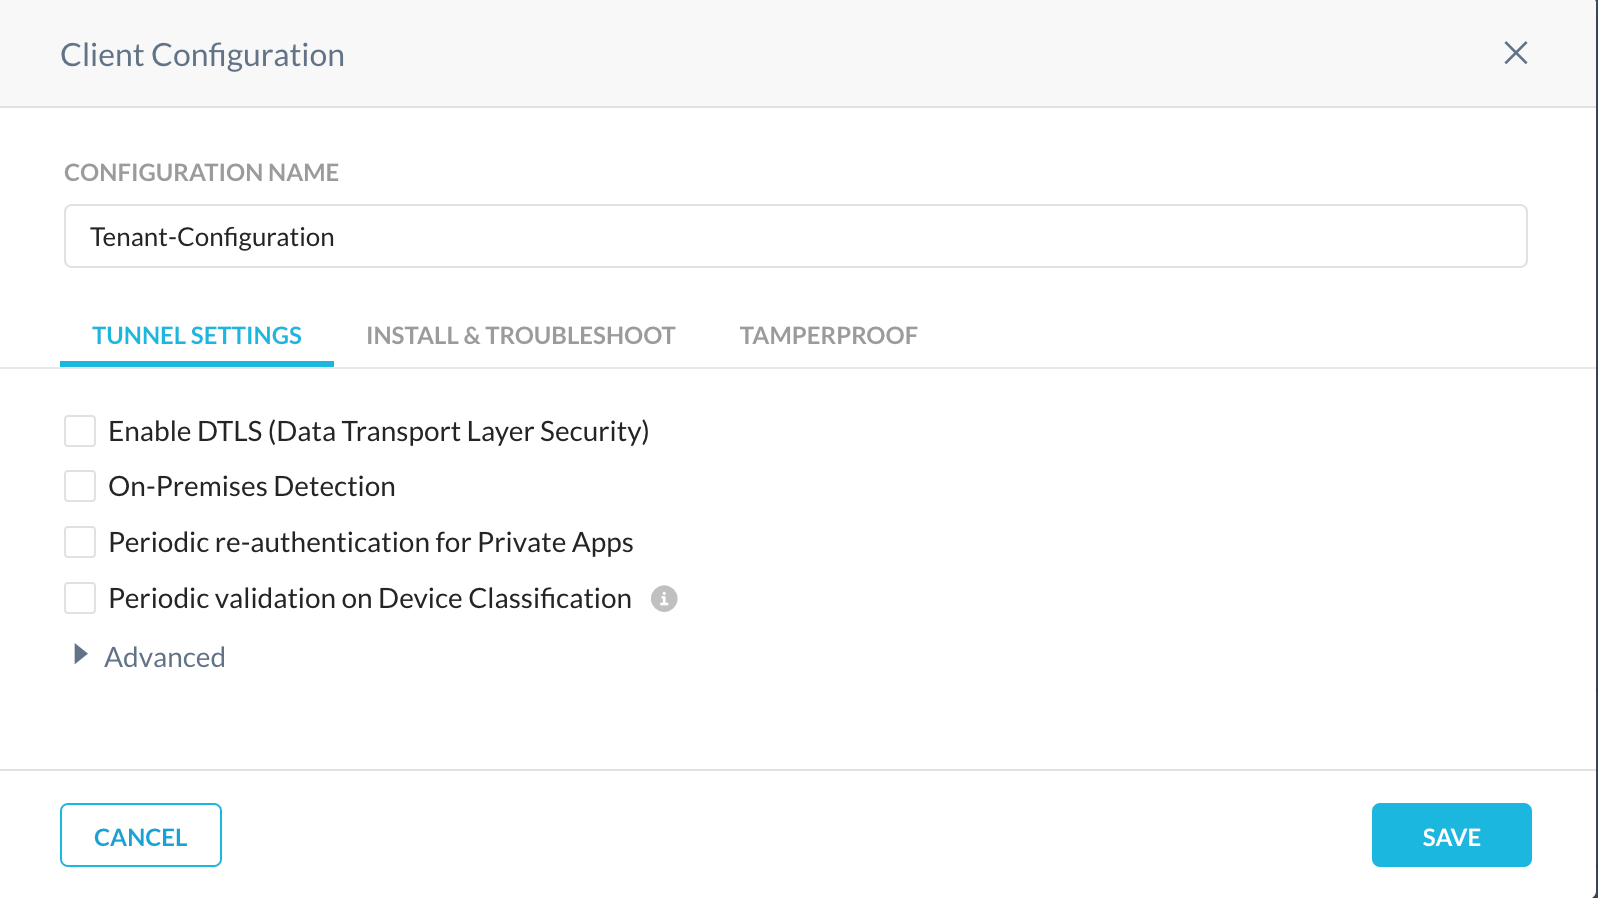 Client Configuration
CONFIGURATION NAME
Tenant-Configuration
TUNNEL SETTINGS INSTALL & TROUBLESHOOT TAMPERPROOF
Enable DTLS (Data Transport Layer Security)
On-Premises Detection
Periodic re-authentication for Private Apps
Periodic validation on Device Classification
Advanced
CANCEL SAVE